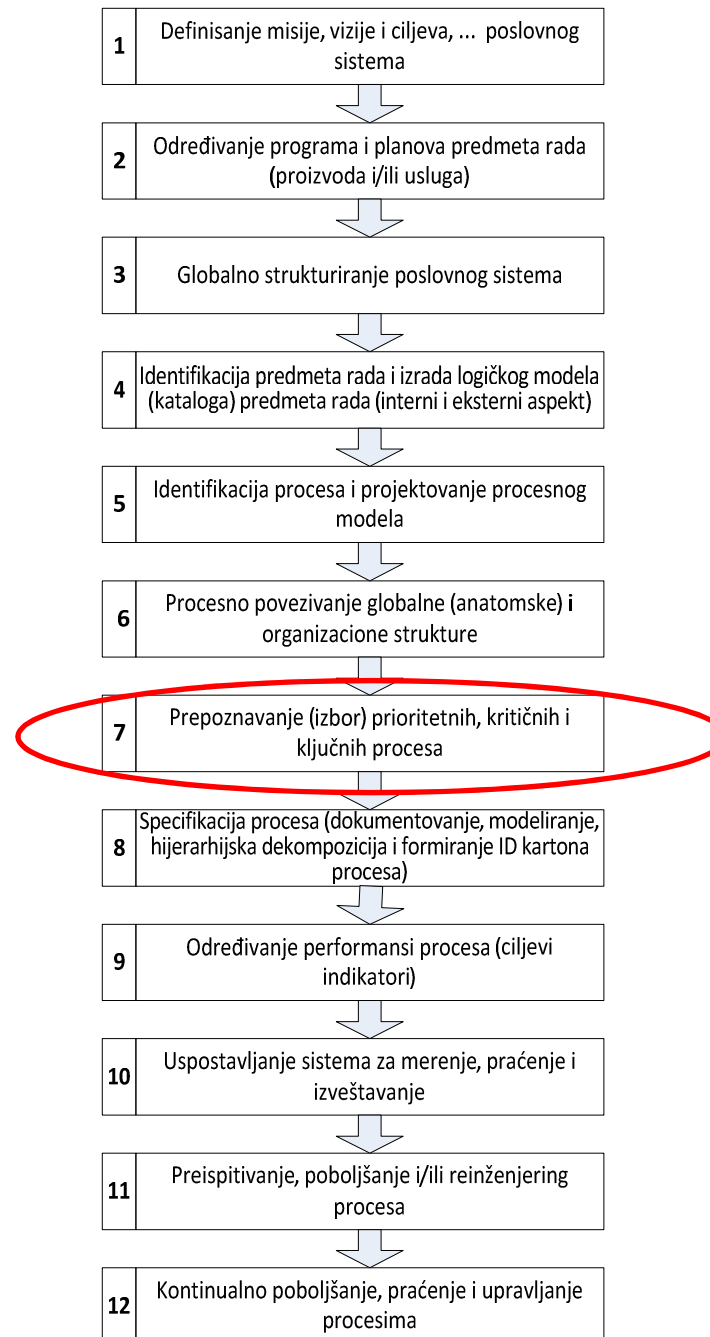 1
Definisanje misije, vizije i ciljeva, ... poslovnog
sistema
2
Određivanje programa i planova predmeta rada
(proizvoda i/ili usluga)
3
Globalno strukturiranje poslovnog sistema
4
Identifikacija predmeta rada i izrada logičkog modela
(kataloga) predmeta rada (interni i eksterni aspekt)
5
Identifikacija procesa i projektovanje procesnog
modela
6
Procesno povezivanje globalne (anatomske) i
organizacione strukture
7
Prepoznavanje (izbor) prioritetnih, kritičnih i
ključnih procesa
8
Specifikacija procesa (dokumentovanje, modeliranje,
hijerarhijska dekompozicija i formiranje ID kartona
procesa)
9
Određivanje performansi procesa (ciljevi
indikatori)
10
Uspostavljanje sistema za merenje, praćenje i
izveštavanje
11
Preispitivanje, poboljšanje i/ili reinženjering
procesa
12
Kontinualno poboljšanje, praćenje i upravljanje
procesima